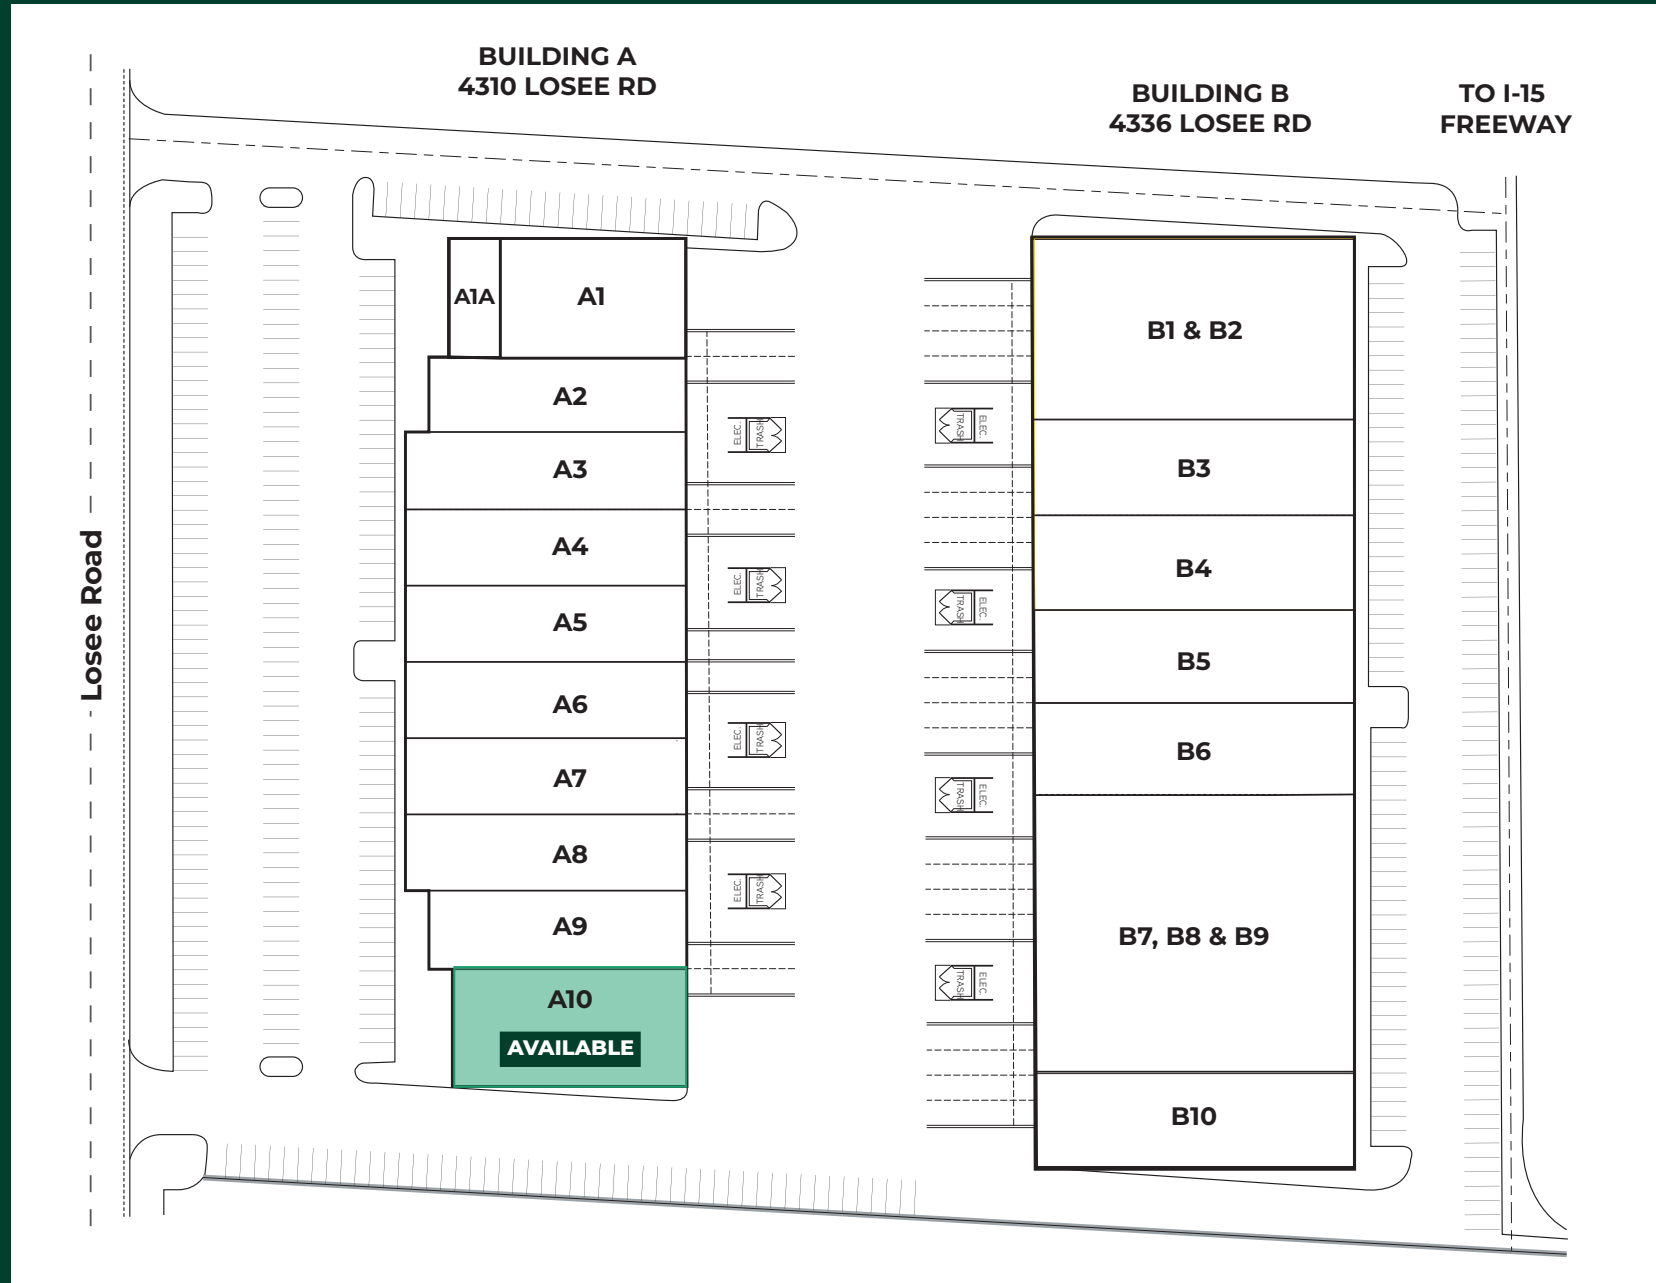 BUILDING A
4310 LOSEE RD
BUILDING B
4336 LOSEE RD
TO I-15
FREEWAY
Losee Road
A1A
A1
A2
A3
A4
A5
A6
A7
A8
A9
A10
AVAILABLE
ELEC.
TRASH
ELEC.
TRASH
ELEC.
TRASH
ELEC.
TRASH
TRASH
ELEC.
TRASH
ELEC.
TRASH
ELEC.
TRASH
ELEC.
B1 & B2
B3
B4
B5
B6
B7, B8 & B9
B10